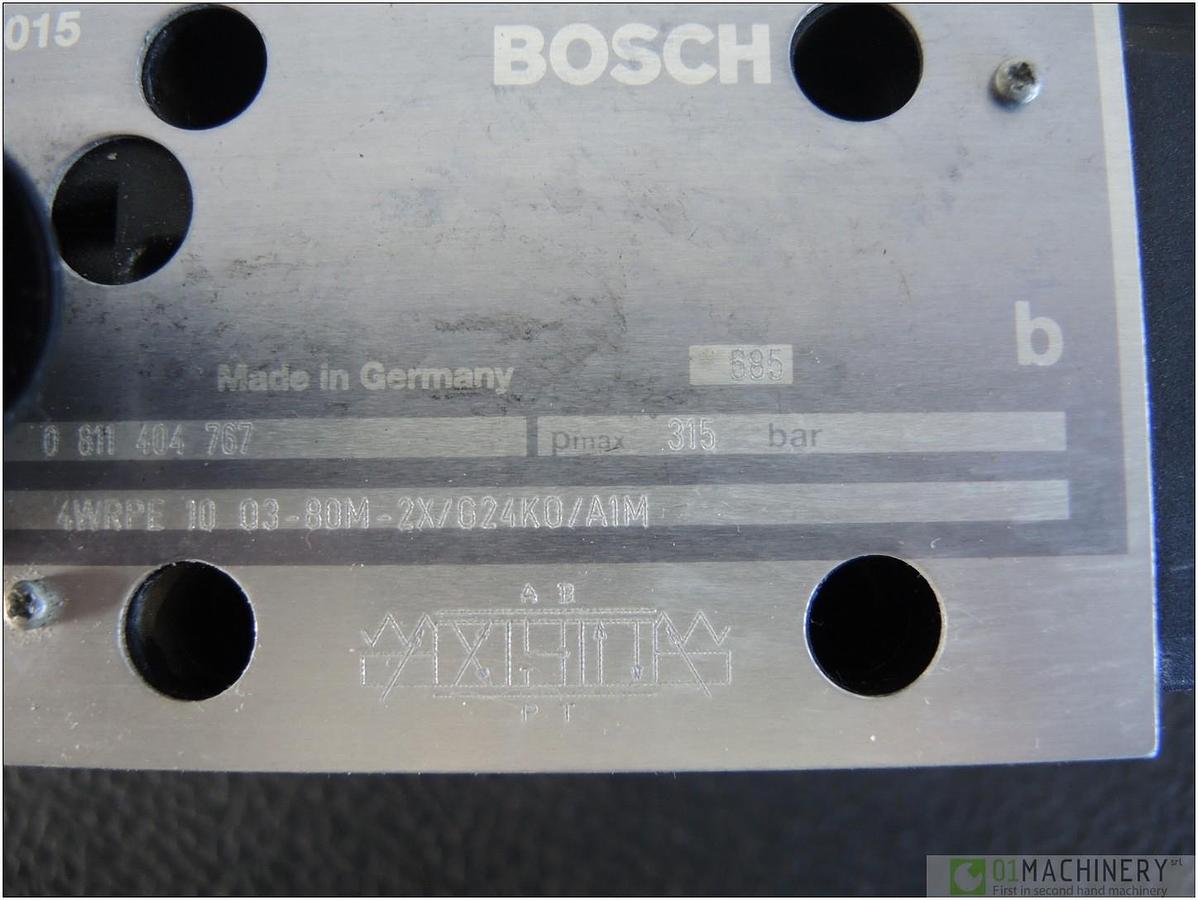 015
BOSCH
b
Made in Germany 685
0 811 404 767 pmax 315 bar
4WRPE 10 Q3-80M-2X/G24K0/A1M
A B
P T
01MACHINERY srl
First in second hand machinery